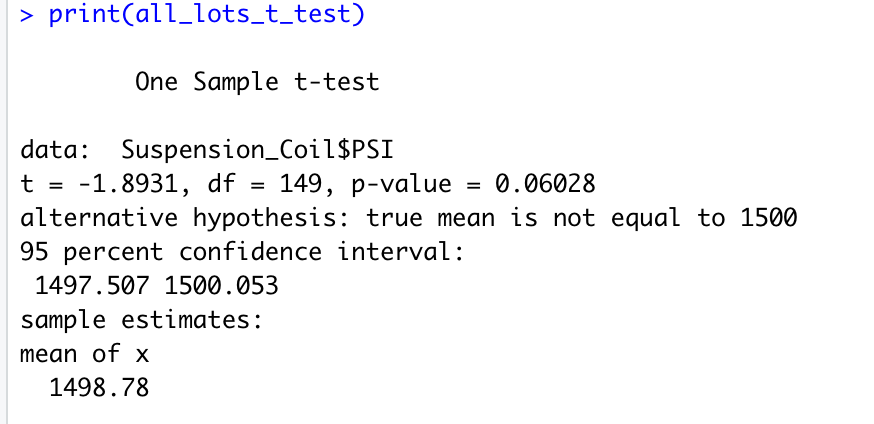 > print(all_lots_t_test)
One Sample t-test
data:  Suspension_Coil$PSI
t = -1.8931, df = 149, p-value = 0.06028
alternative hypothesis: true mean is not equal to 1500
95 percent confidence interval:
1497.507 1500.053
sample estimates:
mean of x
1498.78